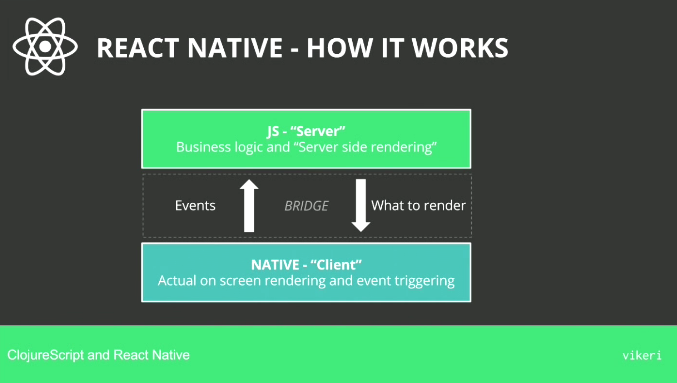 REACT NATIVE - HOW IT WORKS
JS - “Server”
Business logic and “Server side rendering”
Events
BRIDGE
What to render
NATIVE - “Client”
Actual on screen rendering and event triggering
ClojureScript and React Native
vikeri